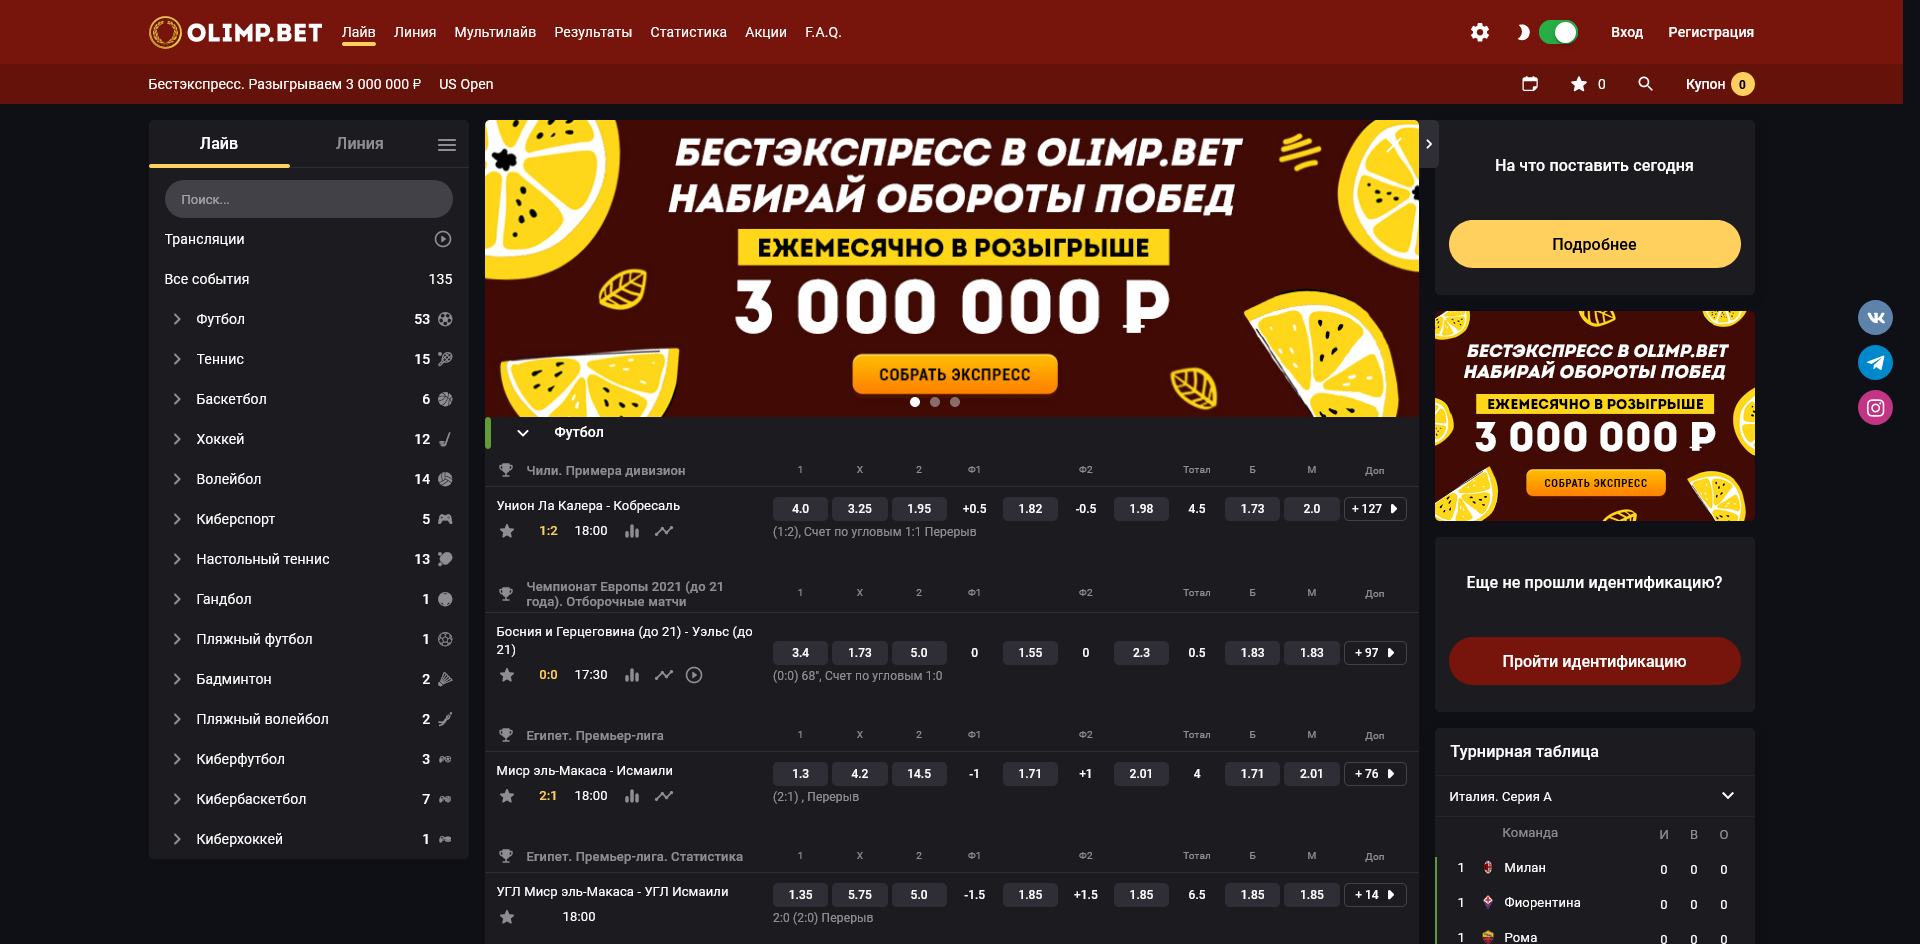 OLIMP.BET Лайв Линия Мультилайв Результаты Статистика Акции F.A.Q. Вход Регистрация
Бестэкспресс. Разыгрываем 3 000 000 ₽ US Open 0 Купон 0
Лайв Линия
Поиск...
Трансляции
Все события 135
Футбол 53
Теннис 15
Баскетбол 6
Хоккей 12
Волейбол 14
Киберспорт 5
Настольный теннис 13
Гандбол 1
Пляжный футбол 1
Бадминтон 2
Пляжный волейбол 2
Киберфутбол 3
Кибербаскетбол 7
Киберхоккей 1
БЕСТЭКСПРЕСС В OLIMP.BET
НАБИРАЙ ОБОРОТЫ ПОБЕД
ЕЖЕМЕСЯЧНО В РОЗЫГРЫШЕ
3 000 000 ₽
СОБРАТЬ ЭКСПРЕСС
Футбол
Чили. Примера дивизион 1 X 2 Ф1 Ф2 Тотал Б М Доп
Унион Ла Калера - Кобресаль 4.0 3.25 1.95 +0.5 1.82 -0.5 1.98 4.5 1.73 2.0 + 127
1:2 18:00 (1:2), Счет по угловым 1:1 Перерыв
Чемпионат Европы 2021 (до 21
года). Отборочные матчи 1 X 2 Ф1 Ф2 Тотал Б М Доп
Босния и Герцеговина (до 21) - Уэльс (до
21) 3.4 1.73 5.0 0 1.55 0 2.3 0.5 1.83 1.83 + 97
0:0 17:30 (0:0) 68", Счет по угловым 1:0
Египет. Премьер-лига 1 X 2 Ф1 Ф2 Тотал Б М Доп
Миср эль-Макаса - Исмаили 1.3 4.2 14.5 -1 1.71 +1 2.01 4 1.71 2.01 + 76
2:1 18:00 (2:1) , Перерыв
Египет. Премьер-лига. Статистика 1 X 2 Ф1 Ф2 Тотал Б М Доп
УГЛ Миср эль-Макаса - УГЛ Исмаили 1.35 5.75 5.0 -1.5 1.85 +1.5 1.85 6.5 1.85 1.85 + 14
18:00 2:0 (2:0) Перерыв
На что поставить сегодня
Подробнее
БЕСТЭКСПРЕСС В OLIMP.BET
НАБИРАЙ ОБОРОТЫ ПОБЕД
ЕЖЕМЕСЯЧНО В РОЗЫГРЫШЕ
3 000 000 ₽
СОБРАТЬ ЭКСПРЕСС
Еще не прошли идентификацию?
Пройти идентификацию
Турнирная таблица
Италия. Серия А
Команда И В О
1 Милан 0 0 0
1 Фиорентина 0 0 0
1 Рома 0 0 0